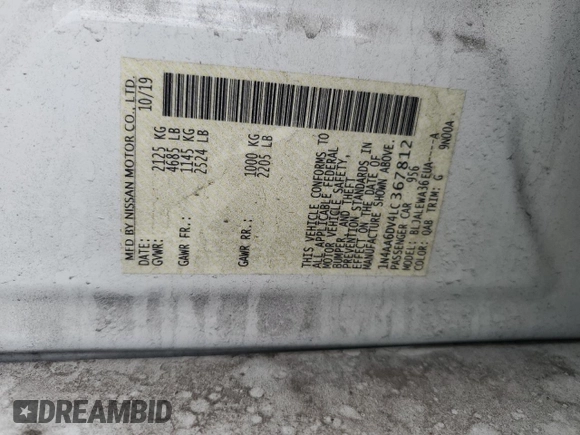 MFD BY NISSAN MOTOR CO., LTD.
10/19
GVWR: 2125 KG
4685 LB
GAWR FR.: 1145 KG
2524 LB
GAWR RR.: 1000 KG
2205 LB
THIS VEHICLE CONFORMS TO
ALL APPLICABLE FEDERAL
MOTOR VEHICLE SAFETY,
BUMPER, AND THEFT
PREVENTION STANDARDS IN
EFFECT ON THE DATE OF
MANUFACTURE SHOWN ABOVE.
1N4AA6DV4LC367812
PASSENGER CAR 9S6
MODEL: BLJALEWA36EUA----A
COLOR: QAB TRIM: G 9N00A
DREAMBID